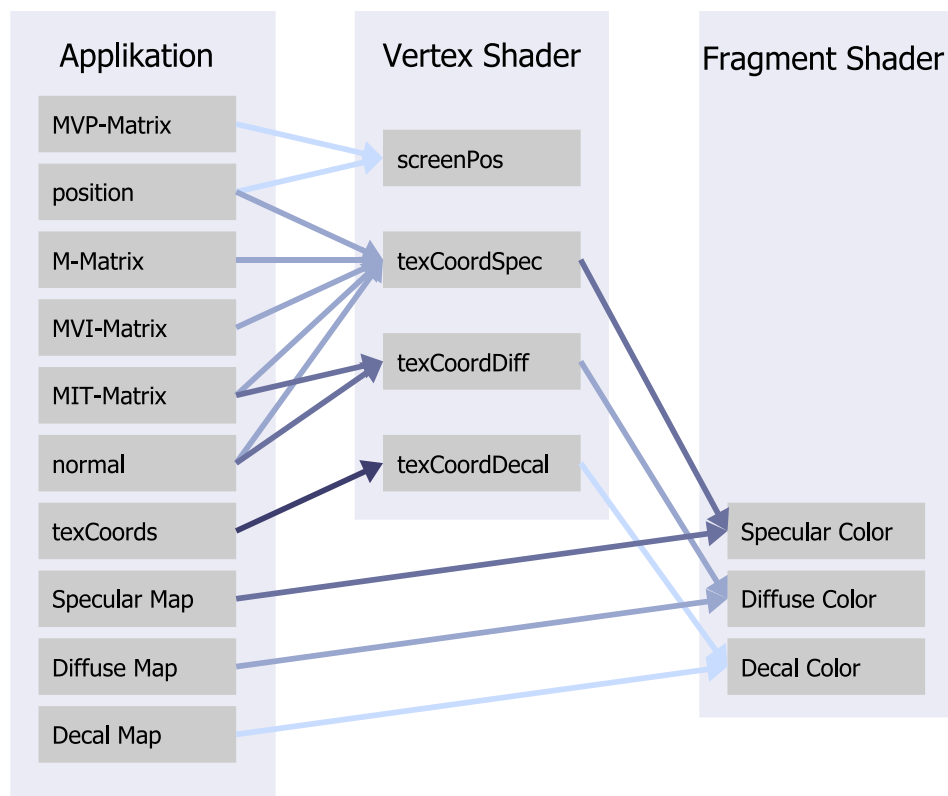 Applikation
MVP-Matrix
position
M-Matrix
MVI-Matrix
MIT-Matrix
normal
texCoords
Specular Map
Diffuse Map
Decal Map
Vertex Shader
screenPos
texCoordSpec
texCoordDiff
texCoordDecal
Fragment Shader
Specular Color
Diffuse Color
Decal Color